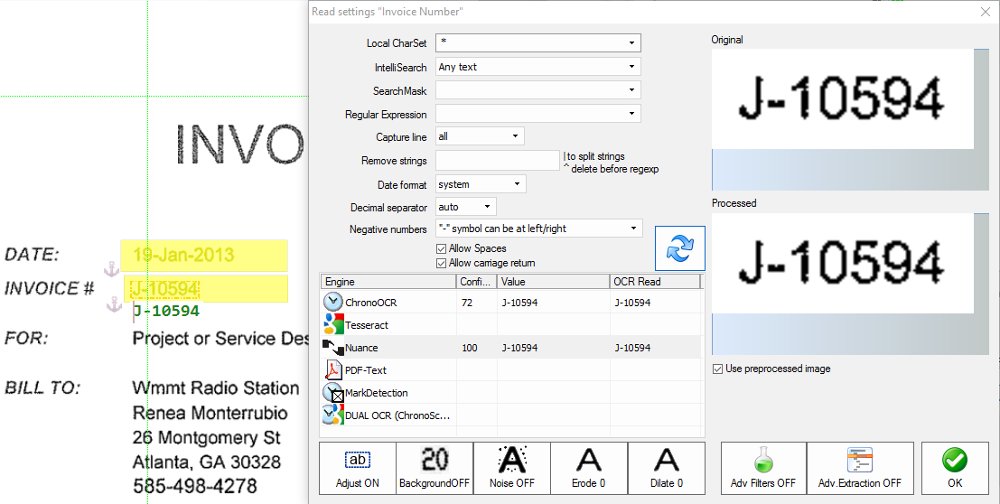 INVO
DATE: 19-Jan-2013
INVOICE # J-10594
J-10594
FOR: Project or Service Des
BILL TO: Wmmt Radio Station
Renea Monterrubio
26 Montgomery St
Atlanta, GA 30328
585-498-4278
Read settings "Invoice Number"
Local CharSet *
IntelliSearch Any text
SearchMask
Regular Expression
Capture line all
Remove strings | to split strings
^ delete before regexp
Date format system
Decimal separator auto
Negative numbers "-" symbol can be at left/right
Allow Spaces
Allow carriage return
Engine Confi... Value OCR Read
ChronoOCR 72 J-10594 J-10594
Tesseract
Nuance 100 J-10594 J-10594
PDF-Text
MarkDetection
DUAL OCR (ChronoSc...
Original
J-10594
Processed
J-10594
Use preprocessed image
ab
Adjust ON
20
BackgroundOFF
A
Noise OFF
A
Erode 0
A
Dilate 0
Adv Filters OFF
Adv.Extraction OFF
OK